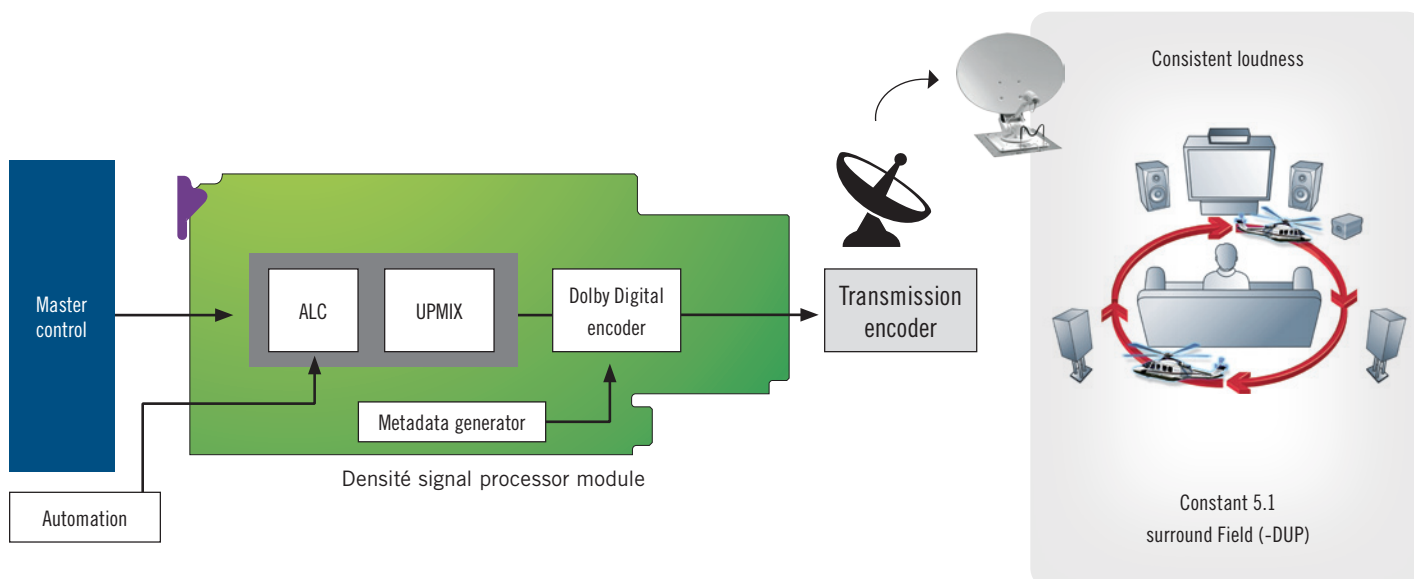 Consistent loudness
Master
control
ALC
UPMIX
Dolby Digital
encoder
Transmission
encoder
Metadata generator
Densité signal processor module
Automation
Constant 5.1
surround Field (-DUP)